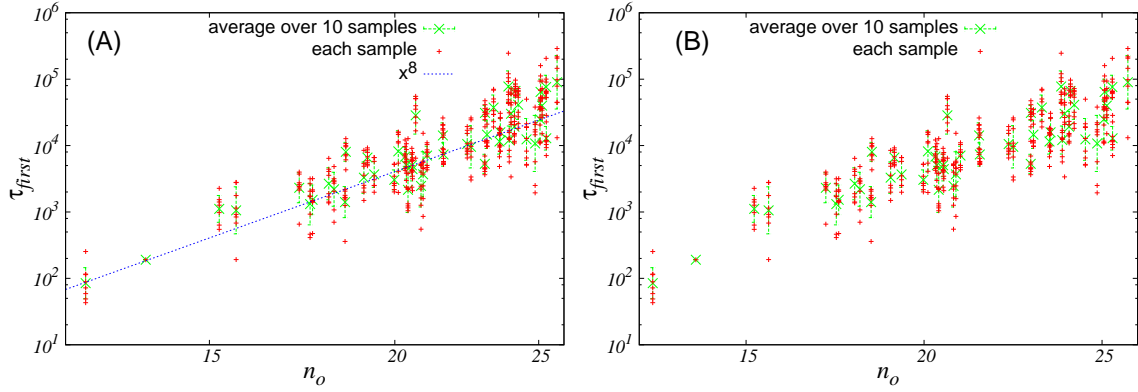 (A)
average over 10 samples
each sample
x^8
10^6
10^5
10^4
10^3
10^2
10^1
τ_first
15 20 25
n_o
(B)
average over 10 samples
each sample
10^6
10^5
10^4
10^3
10^2
10^1
τ_first
15 20 25
n_o